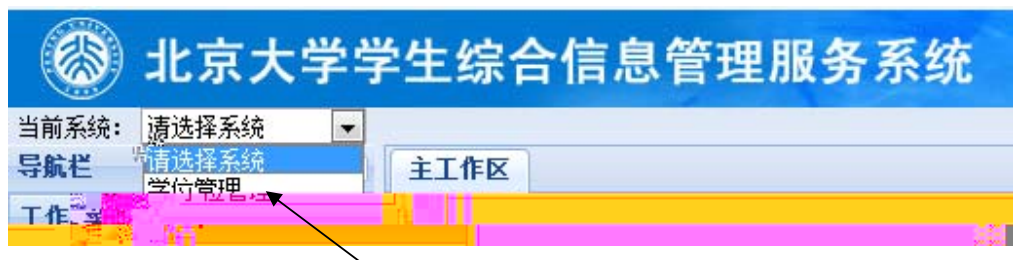 北京大学学生综合信息管理服务系统
当前系统： 请选择系统
导航栏 请选择系统 主工作区
学位管理
工作